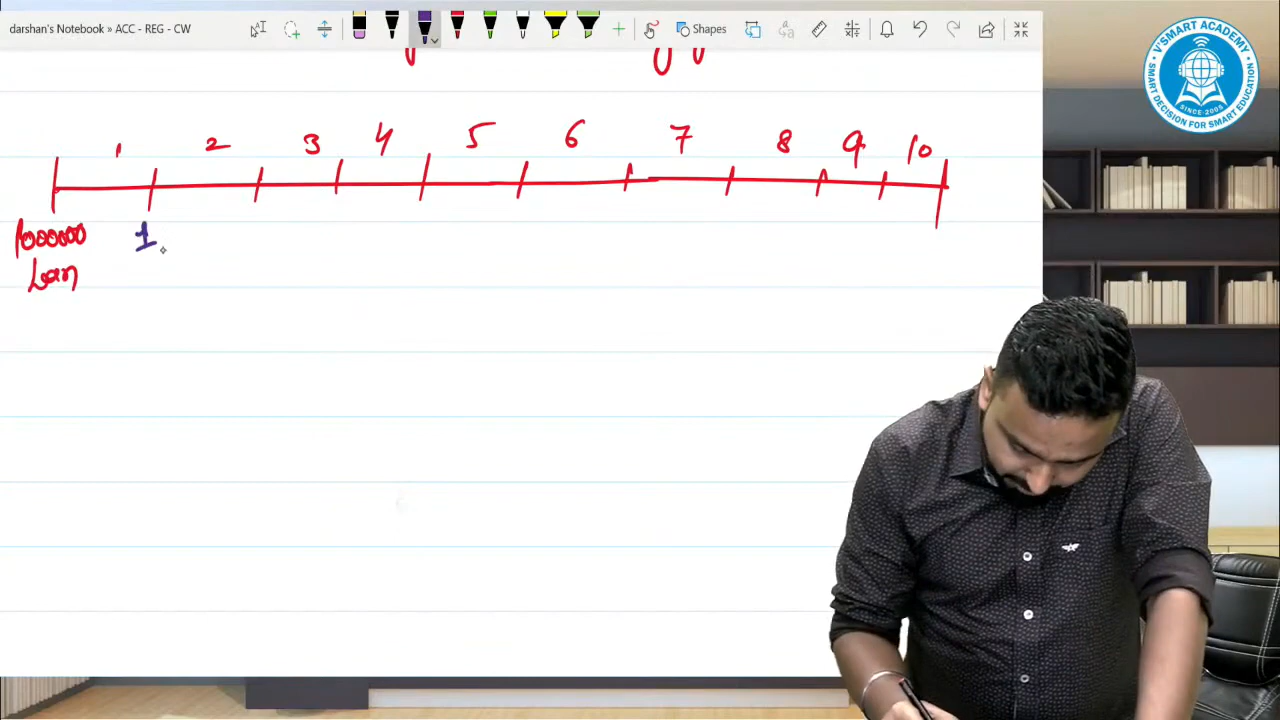 darshan's Notebook » ACC - REG - CW
Shapes
V'SMART ACADEMY
SMART DECISION FOR SMART EDUCATION
SINCE-2005
1 2 3 4 5 6 7 8 9 10
1000000 1
Loan